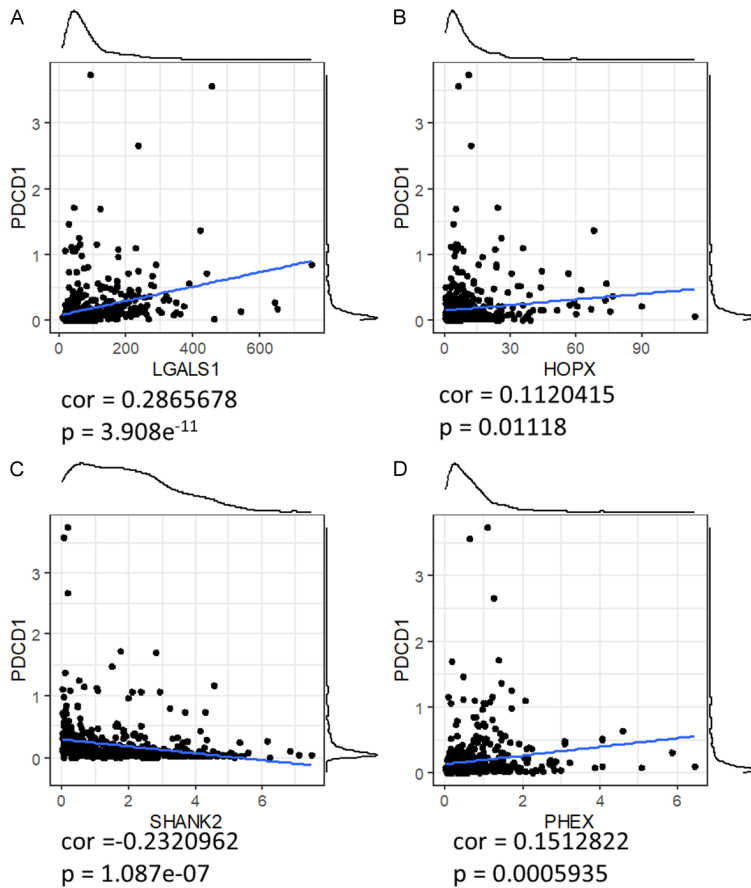 A
B
PDCD1
3
2
1
0
0 200 400 600
LGALS1
cor = 0.2865678
p = 3.908e-11
PDCD1
3
2
1
0
0 30 60 90
HOPX
cor = 0.1120415
p = 0.01118
C
D
PDCD1
3
2
1
0
0 2 4 6
SHANK2
cor =-0.2320962
p = 1.087e-07
PDCD1
3
2
1
0
0 2 4 6
PHEX
cor = 0.1512822
p = 0.0005935